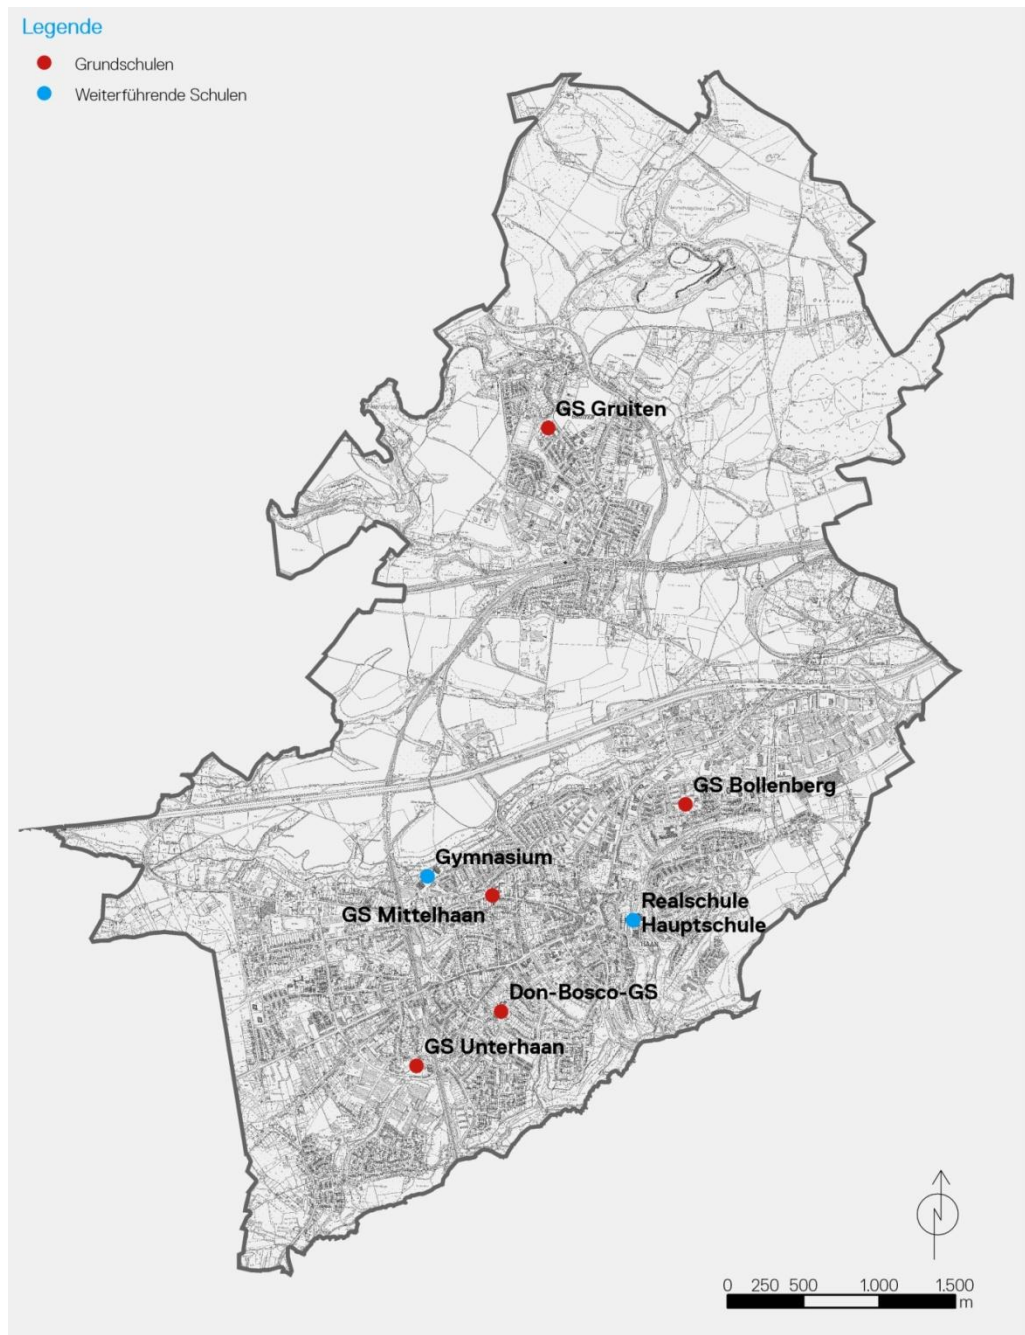 Legende
Grundschulen
Weiterführende Schulen
GS Gruiten
GS Bollenberg
Gymnasium
GS Mittelhaan
Realschule
Hauptschule
Don-Bosco-GS
GS Unterhaan
0 250 500 1.000 1.500
m